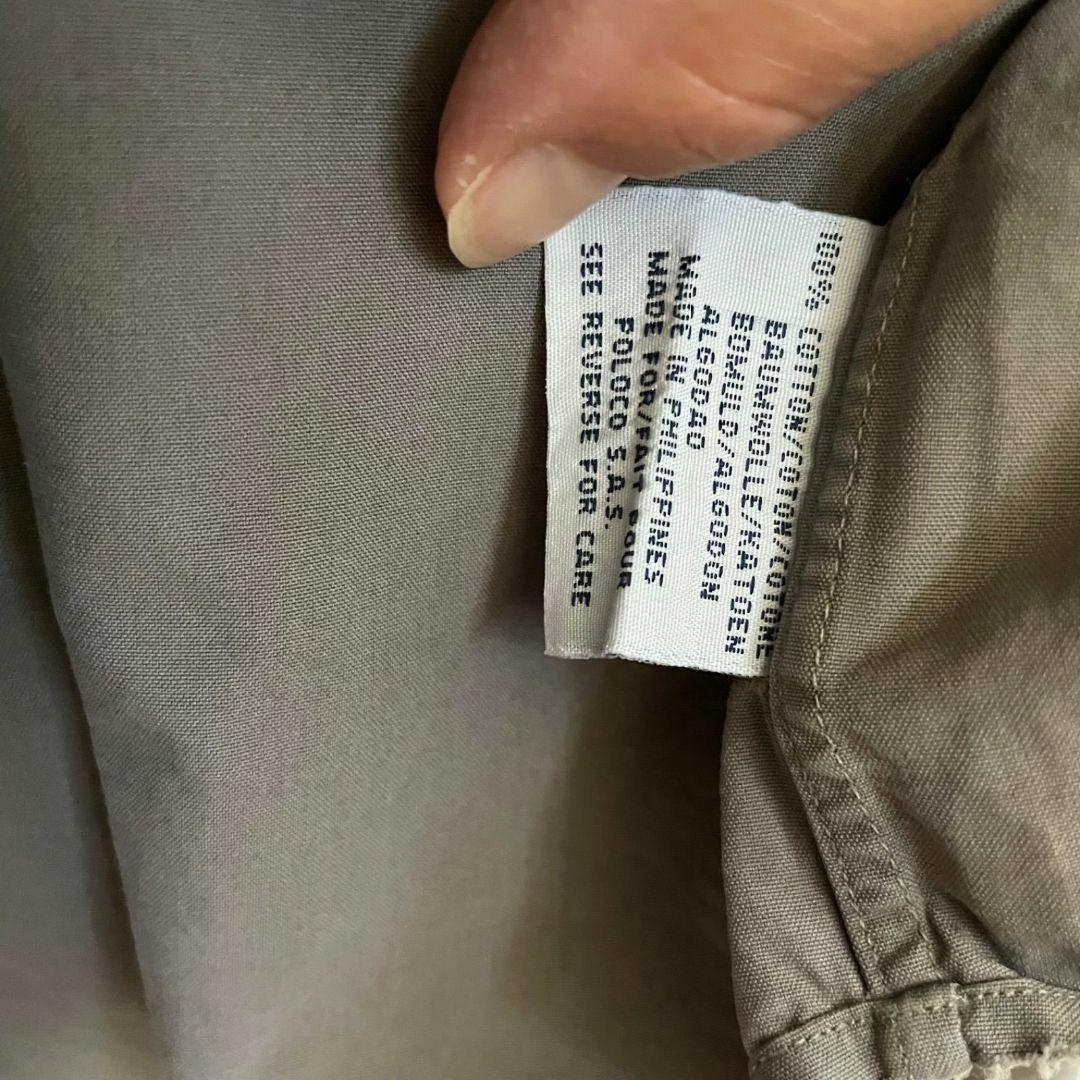 100% COTTON/COTON/COTONE
BAUMWOLLE/KATOEN
BOMULD/ALGODON
ALGODAO
MADE IN PHILIPPINES
MADE FOR/FAIT POUR
POLOCO S.A.S.
SEE REVERSE FOR CARE